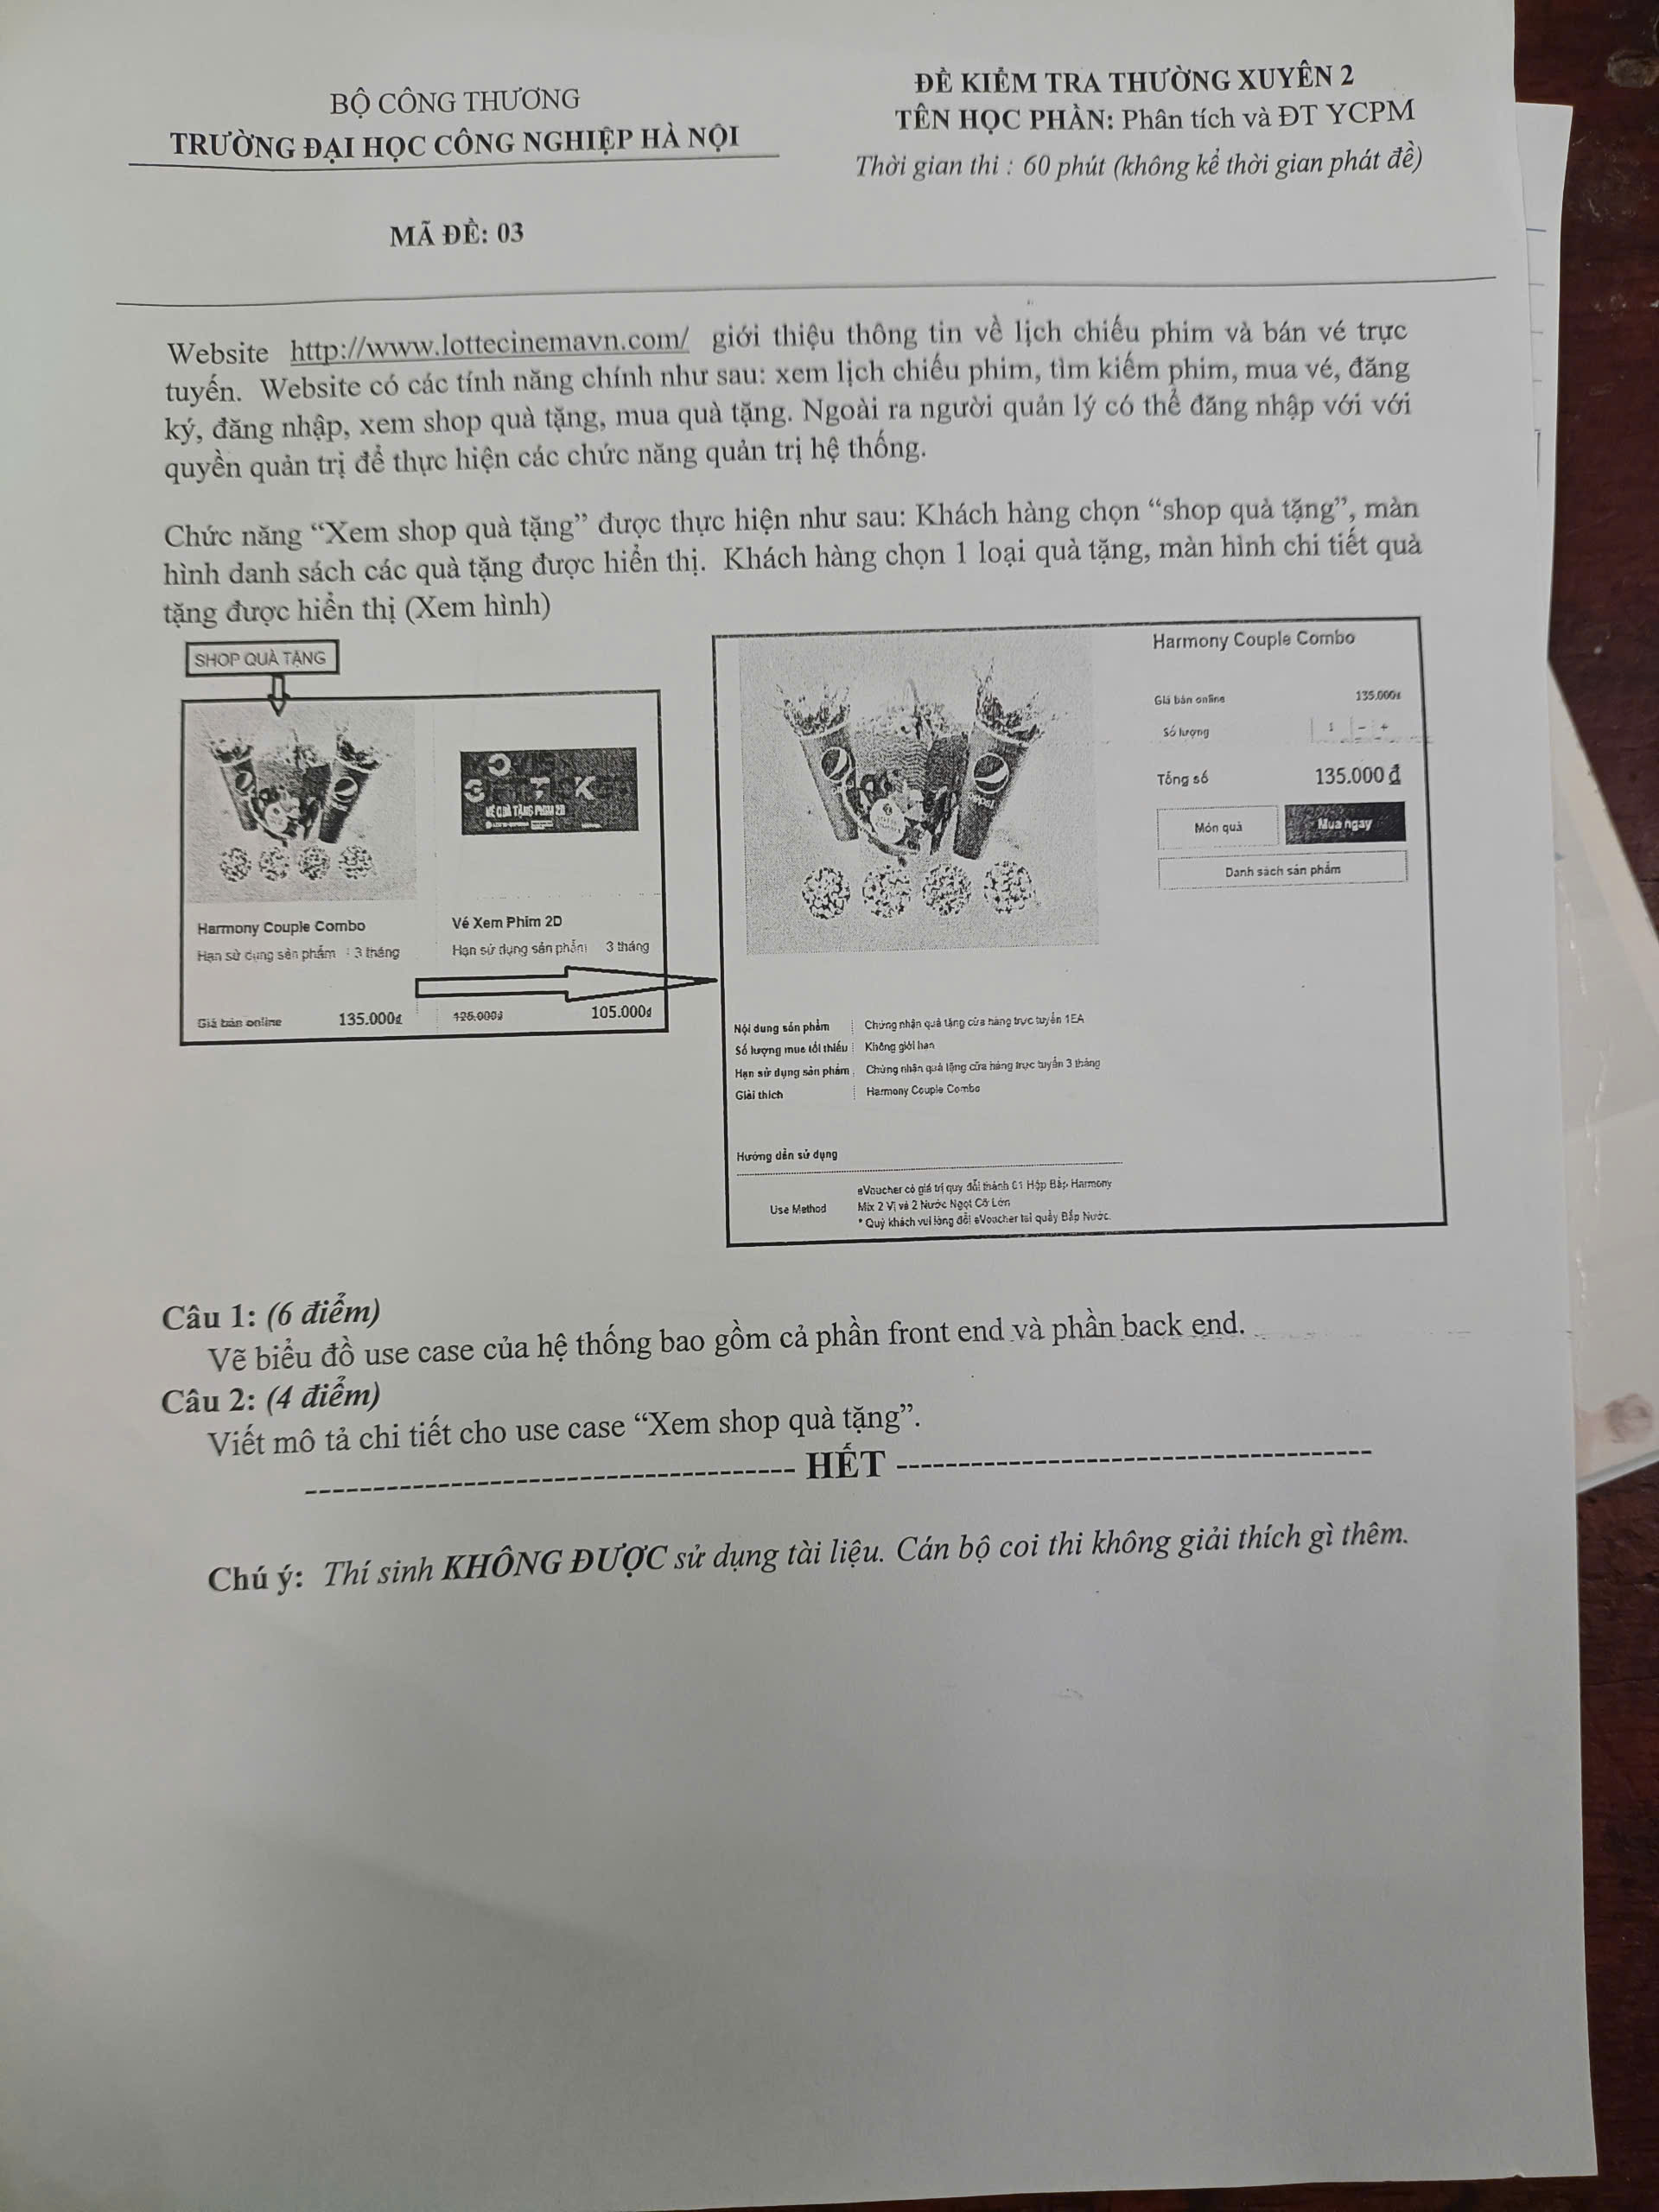 BỘ CÔNG THƯƠNG
TRƯỜNG ĐẠI HỌC CÔNG NGHIỆP HÀ NỘI
MÃ ĐỀ: 03
ĐỀ KIỂM TRA THƯỜNG XUYÊN 2
TÊN HỌC PHẦN: Phân tích và ĐT YCPM
Thời gian thi : 60 phút (không kể thời gian phát đề)
Website http://www.lottecinemavn.com/ giới thiệu thông tin về lịch chiếu phim và bán vé trực
tuyến. Website có các tính năng chính như sau: xem lịch chiếu phim, tìm kiếm phim, mua vé, đăng
ký, đăng nhập, xem shop quà tặng, mua quà tặng. Ngoài ra người quản lý có thể đăng nhập với với
quyền quản trị để thực hiện các chức năng quản trị hệ thống.
Chức năng “Xem shop quà tặng” được thực hiện như sau: Khách hàng chọn “shop quà tặng”, màn
hình danh sách các quà tặng được hiển thị. Khách hàng chọn 1 loại quà tặng, màn hình chi tiết quà
tặng được hiển thị (Xem hình)
SHOP QUÀ TẶNG
VÉ QUÀ TẶNG PHIM 2D
Harmony Couple Combo
Hạn sử dụng sản phẩm : 3 tháng
Giá bán online 135.000₫
Vé Xem Phim 2D
Hạn sử dụng sản phẩm 3 tháng
105.000₫
pepsi
Harmony Couple Combo
Giá bán online 135.000₫
Số lượng 1 - +
Tổng số 135.000 ₫
Món quà Mua ngay
Danh sách sản phẩm
Nội dung sản phẩm : Chứng nhận quà tặng cửa hàng trực tuyến 1EA
Số lượng mua tối thiểu : Không giới hạn
Hạn sử dụng sản phẩm : Chứng nhận quà tặng cửa hàng trực tuyến 3 tháng
Giải thích : Harmony Couple Combo
Hướng dẫn sử dụng
Use Method
eVoucher có giá trị quy đổi thành 01 Hộp Bắp Harmony
Mix 2 Vị và 2 Nước Ngọt Cỡ Lớn
* Quý khách vui lòng đổi eVoucher tại quầy Bắp Nước.
Câu 1: (6 điểm)
Vẽ biểu đồ use case của hệ thống bao gồm cả phần front end và phần back end.
Câu 2: (4 điểm)
Viết mô tả chi tiết cho use case “Xem shop quà tặng”.
------------------------------------ HẾT -----------------------------------
Chú ý: Thí sinh KHÔNG ĐƯỢC sử dụng tài liệu. Cán bộ coi thi không giải thích gì thêm.